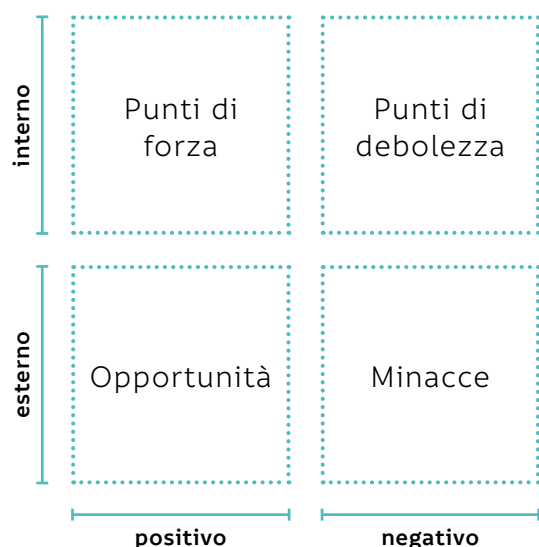 interno
Punti di
forza
Punti di
debolezza
esterno
Opportunità
Minacce
positivo
negativo